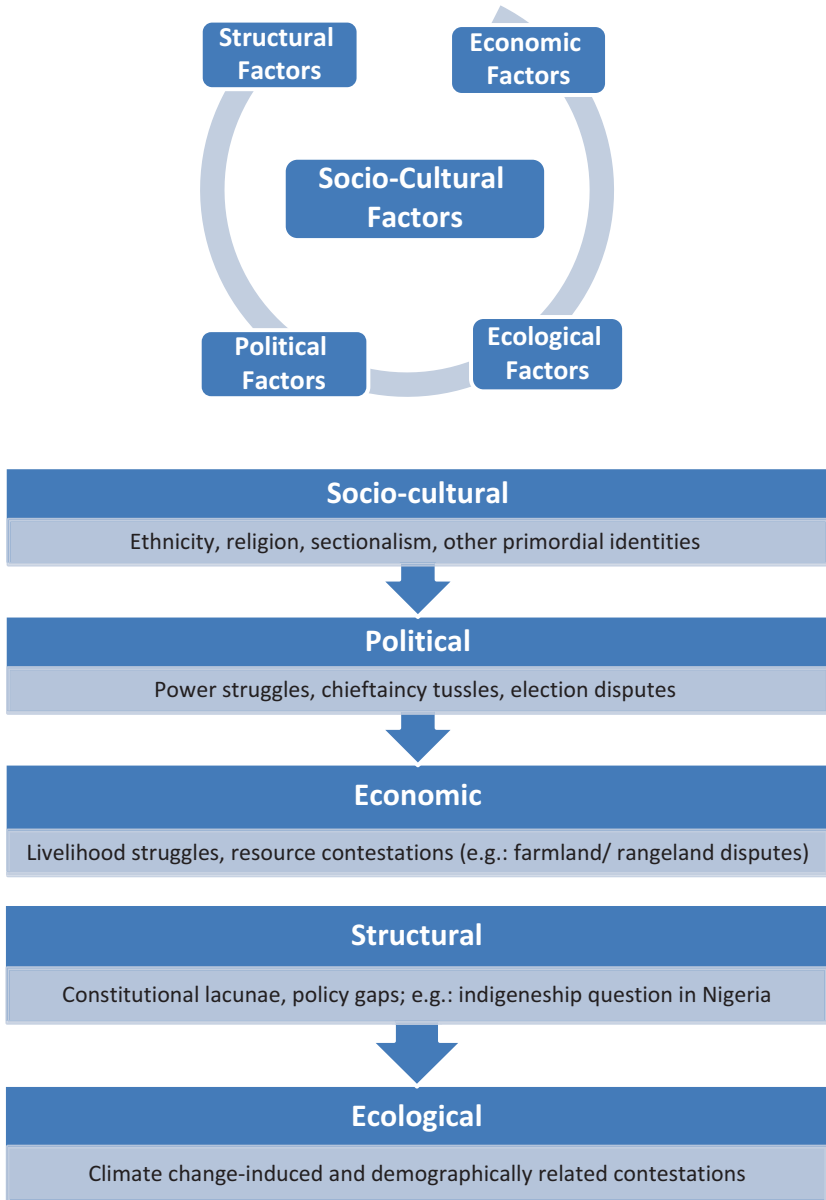 Structural
Factors
Economic
Factors
Socio-Cultural
Factors
Political
Factors
Ecological
Factors
Socio-cultural
Ethnicity, religion, sectionalism, other primordial identities
Political
Power struggles, chieftaincy tussles, election disputes
Economic
Livelihood struggles, resource contestations (e.g.: farmland/ rangeland disputes)
Structural
Constitutional lacunae, policy gaps; e.g.: indigeneship question in Nigeria
Ecological
Climate change-induced and demographically related contestations